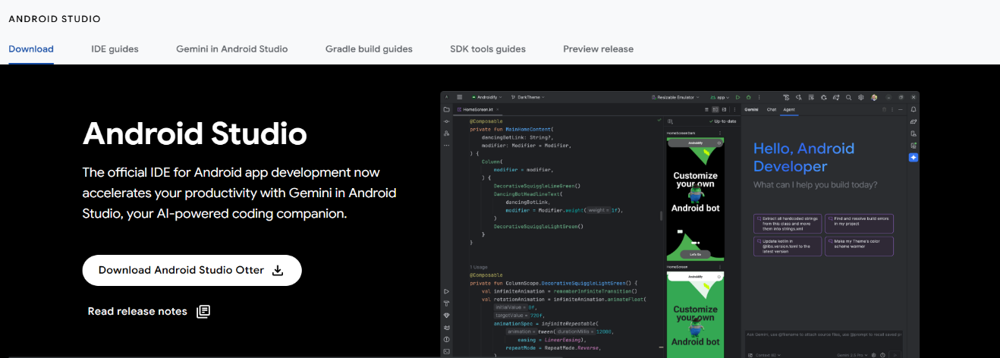 ANDROID STUDIO
Download
IDE guides
Gemini in Android Studio
Gradle build guides
SDK tools guides
Preview release
Android Studio
The official IDE for Android app development now
accelerates your productivity with Gemini in Android
Studio, your AI-powered coding companion.
Download Android Studio Otter
Read release notes
Androidify
DarkTheme
Resizable Emulator
app
HomeScreen.kt
@Composable
private fun MainHomeContent(
dancingBotLink: String?,
modifier: Modifier = Modifier,
) {
Column(
modifier = modifier,
) {
DecorativeSquiggleLimeGreen()
DancingBotHeadlineText(
dancingBotLink,
modifier = Modifier.weight( weight = 1f),
)
DecorativeSquiggleLightGreen()
}
}
1 Usage
@Composable
private fun ColumnScope.DecorativeSquiggleLightGreen() {
val infiniteAnimation = rememberInfiniteTransition()
val rotationAnimation = infiniteAnimation.animateFloat(
initialValue = 0f,
targetValue = 720f,
animationSpec = infiniteRepeatable(
animation = tween( durationMillis = 12000,
easing = LinearEasing),
repeatMode = RepeatMode.Reverse,
Up-to-date
HomeScreenDark
Androidify
Customize
your own
Android bot
Let's Go
HomeScreen
Androidify
Customize
your own
Android bot
Gemini
Chat
Agent
Hello, Android
Developer
What can I help you build today?
Extract all hardcoded strings
from this class and move
them into strings.xml
Find and resolve build errors
in my project
Update kotlin in
@libs.version.toml to the
latest version
Make my Theme's color
scheme warmer
Ask Gemini, use @filename to attach source files, use @prompt to recall saved